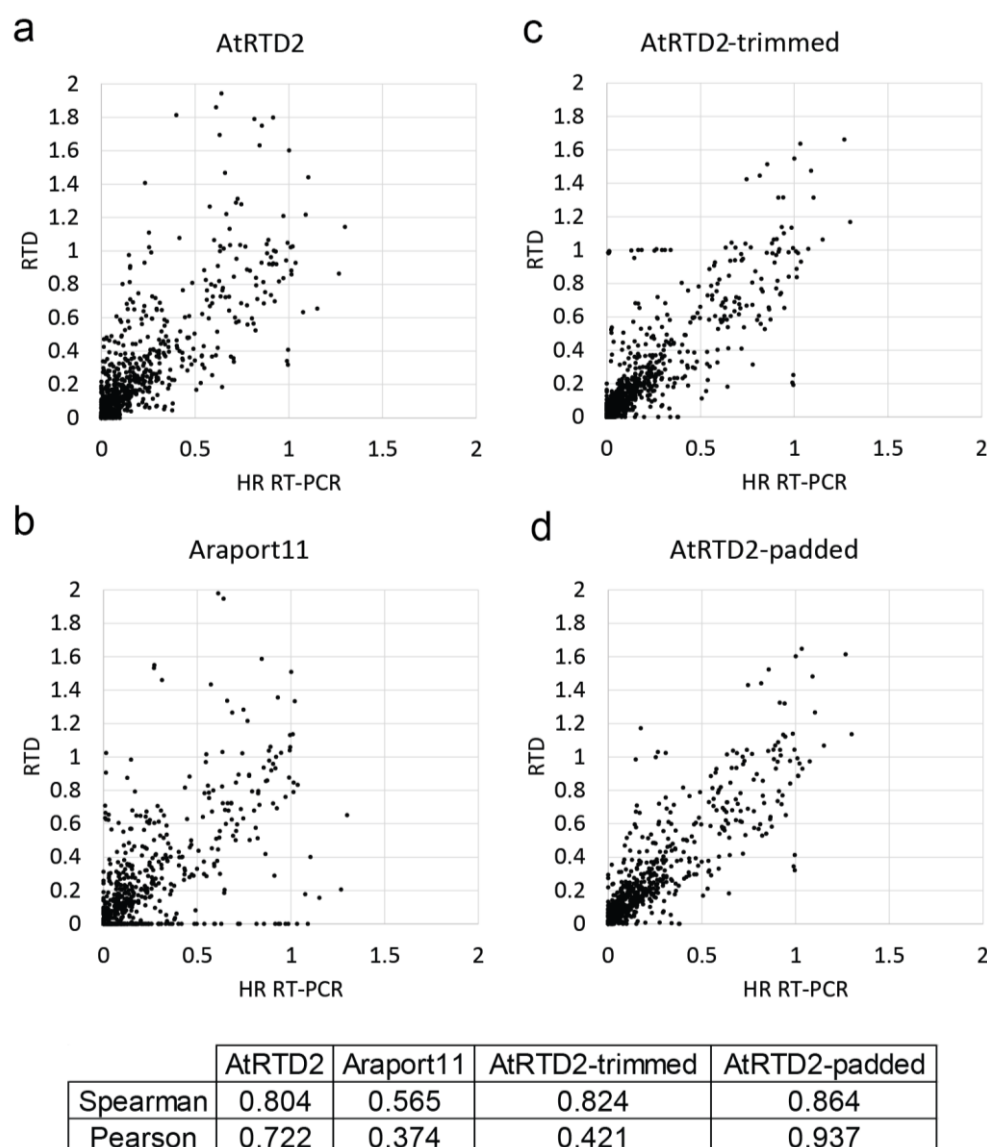 a
AtRTD2
2
1.8
1.6
1.4
1.2
1
0.8
0.6
0.4
0.2
0
RTD
0 0.5 1 1.5 2
HR RT-PCR
c
AtRTD2-trimmed
2
1.8
1.6
1.4
1.2
1
0.8
0.6
0.4
0.2
0
RTD
0 0.5 1 1.5 2
HR RT-PCR
b
Araport11
2
1.8
1.6
1.4
1.2
1
0.8
0.6
0.4
0.2
0
RTD
0 0.5 1 1.5 2
HR RT-PCR
d
AtRTD2-padded
2
1.8
1.6
1.4
1.2
1
0.8
0.6
0.4
0.2
0
RTD
0 0.5 1 1.5 2
HR RT-PCR
AtRTD2 Araport11 AtRTD2-trimmed AtRTD2-padded
Spearman 0.804 0.565 0.824 0.864
Pearson 0.722 0.374 0.421 0.937